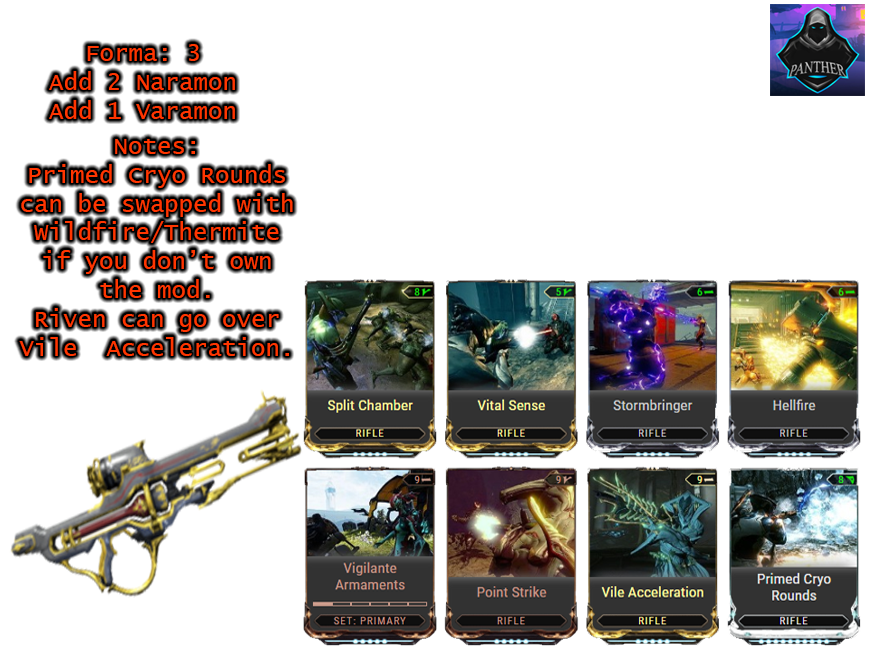 PANTHER
Forma: 3
Add 2 Naramon
Add 1 Varamon
Notes:
Primed Cryo Rounds
can be swapped with
Wildfire/Thermite
if you don't own
the mod.
Riven can go over
Vile Acceleration.
8
5
6
6
Split Chamber
Vital Sense
Stormbringer
Hellfire
RIFLE
RIFLE
RIFLE
RIFLE
9
9
9
8
Vigilante
Armaments
Point Strike
Vile Acceleration
Primed Cryo
Rounds
SET: PRIMARY
RIFLE
RIFLE
RIFLE